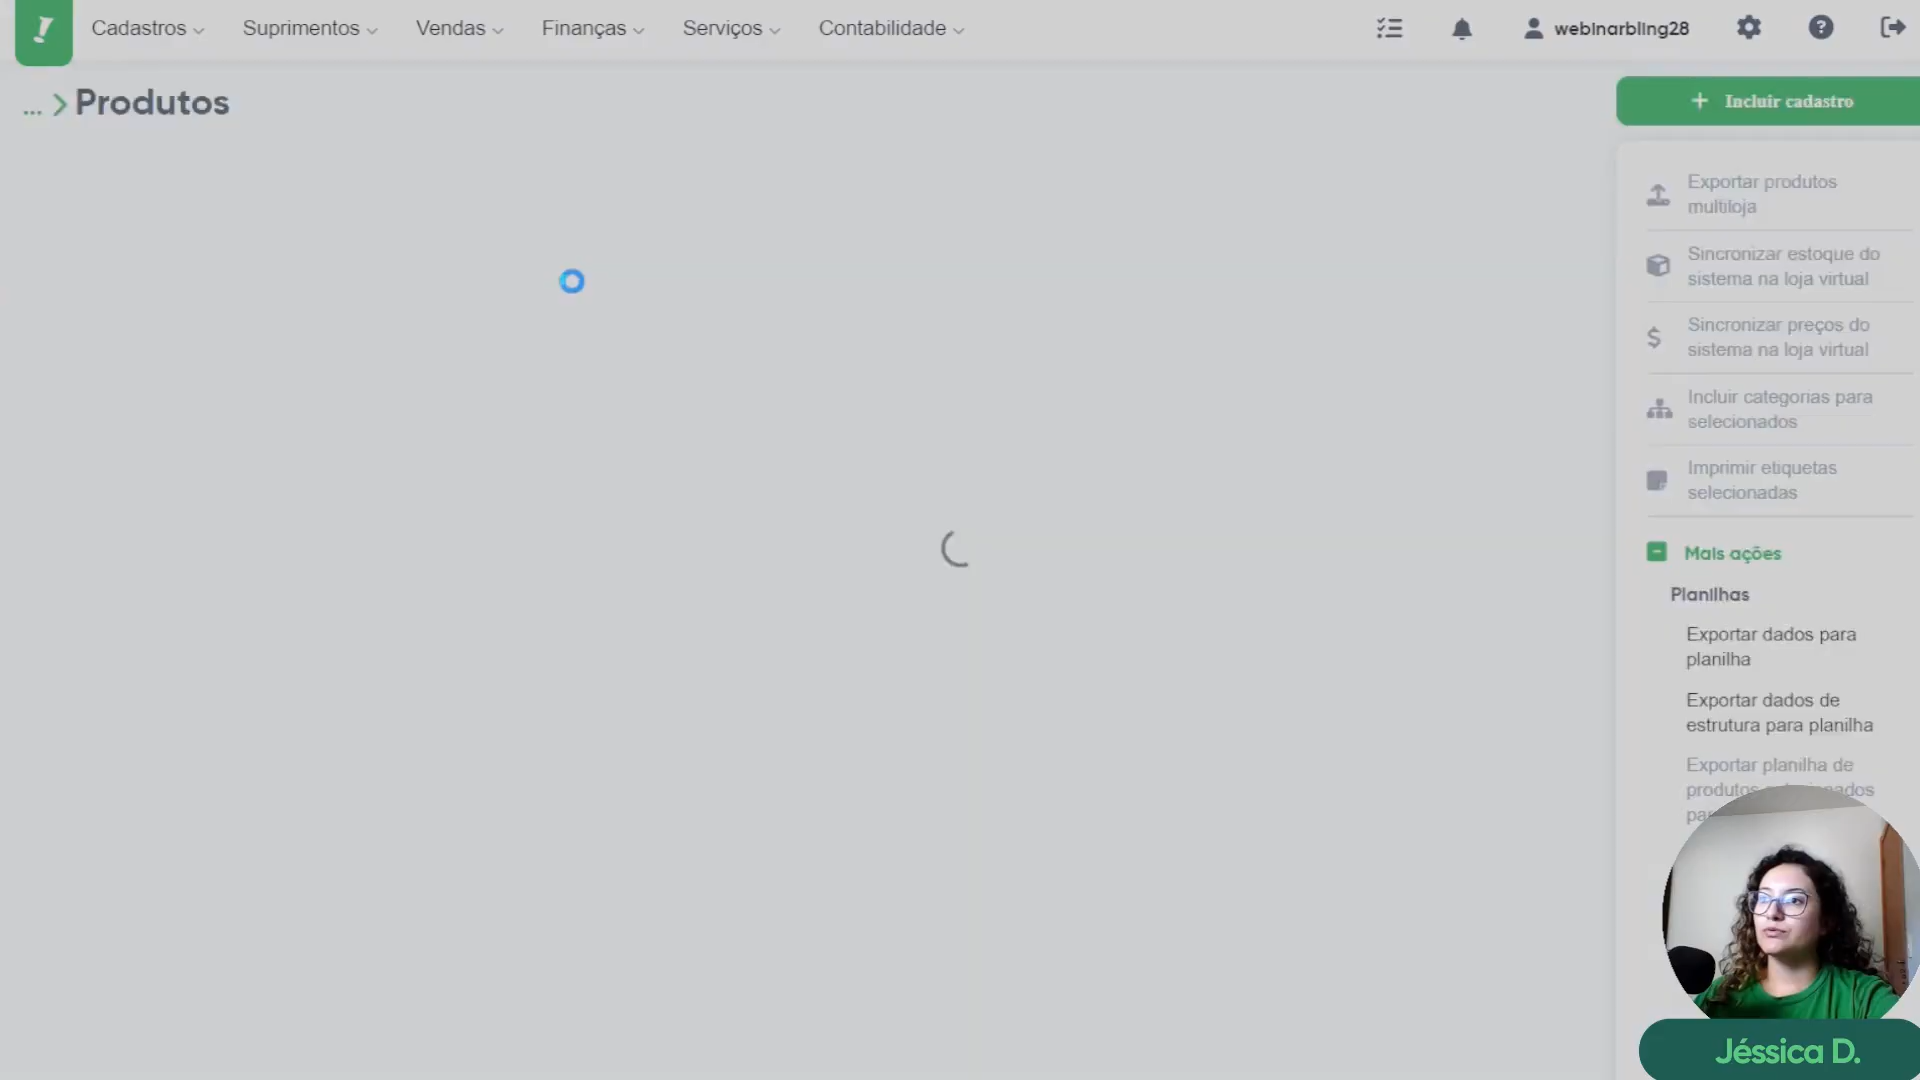 Cadastros
Suprimentos
Vendas
Finanças
Serviços
Contabilidade
webinarbling28
... > Produtos
+ Incluir cadastro
Exportar produtos
multiloja
Sincronizar estoque do
sistema na loja virtual
Sincronizar preços do
sistema na loja virtual
Incluir categorias para
selecionados
Imprimir etiquetas
selecionadas
Mais ações
Planilhas
Exportar dados para
planilha
Exportar dados de
estrutura para planilha
Exportar planilha de
produtos
Jéssica D.